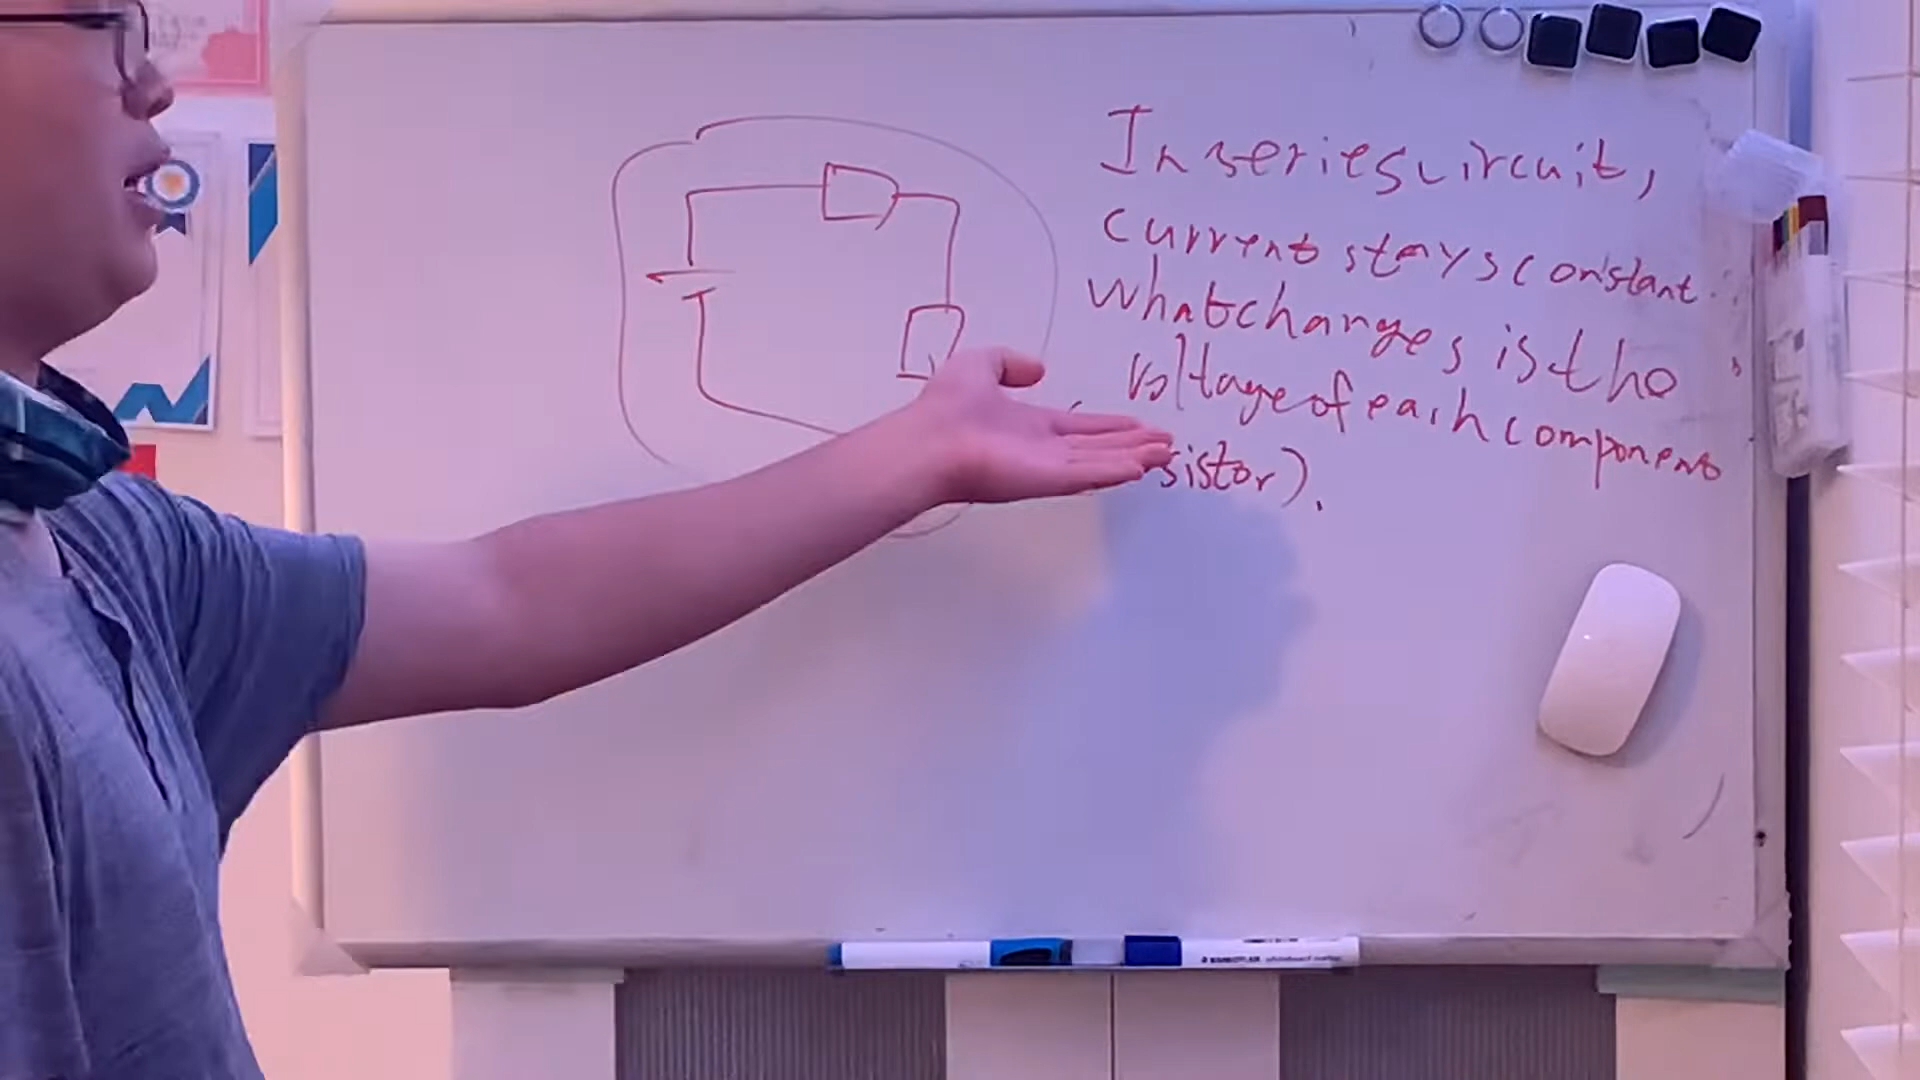 In series circuit,
current stays constant.
What changes is the
voltage of each component
sistor).